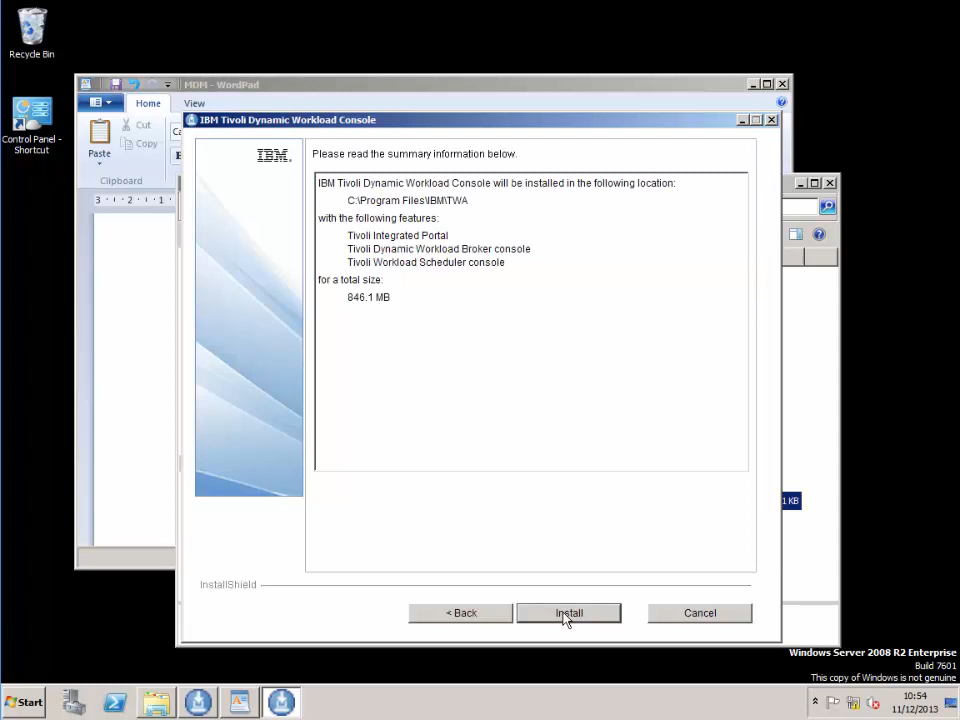 Recycle Bin
Control Panel -
Shortcut
MDM - WordPad
Home
View
Cut
Copy
Paste
Clipboard
3 · 2 · 1 ·
IBM Tivoli Dynamic Workload Console
IBM.
Please read the summary information below.
IBM Tivoli Dynamic Workload Console will be installed in the following location:
C:\Program Files\IBM\TWA
with the following features:
Tivoli Integrated Portal
Tivoli Dynamic Workload Broker console
Tivoli Workload Scheduler console
for a total size:
846.1 MB
1 KB
InstallShield
< Back
Install
Cancel
Windows Server 2008 R2 Enterprise
Build 7601
This copy of Windows is not genuine
Start
10:54
11/12/2013